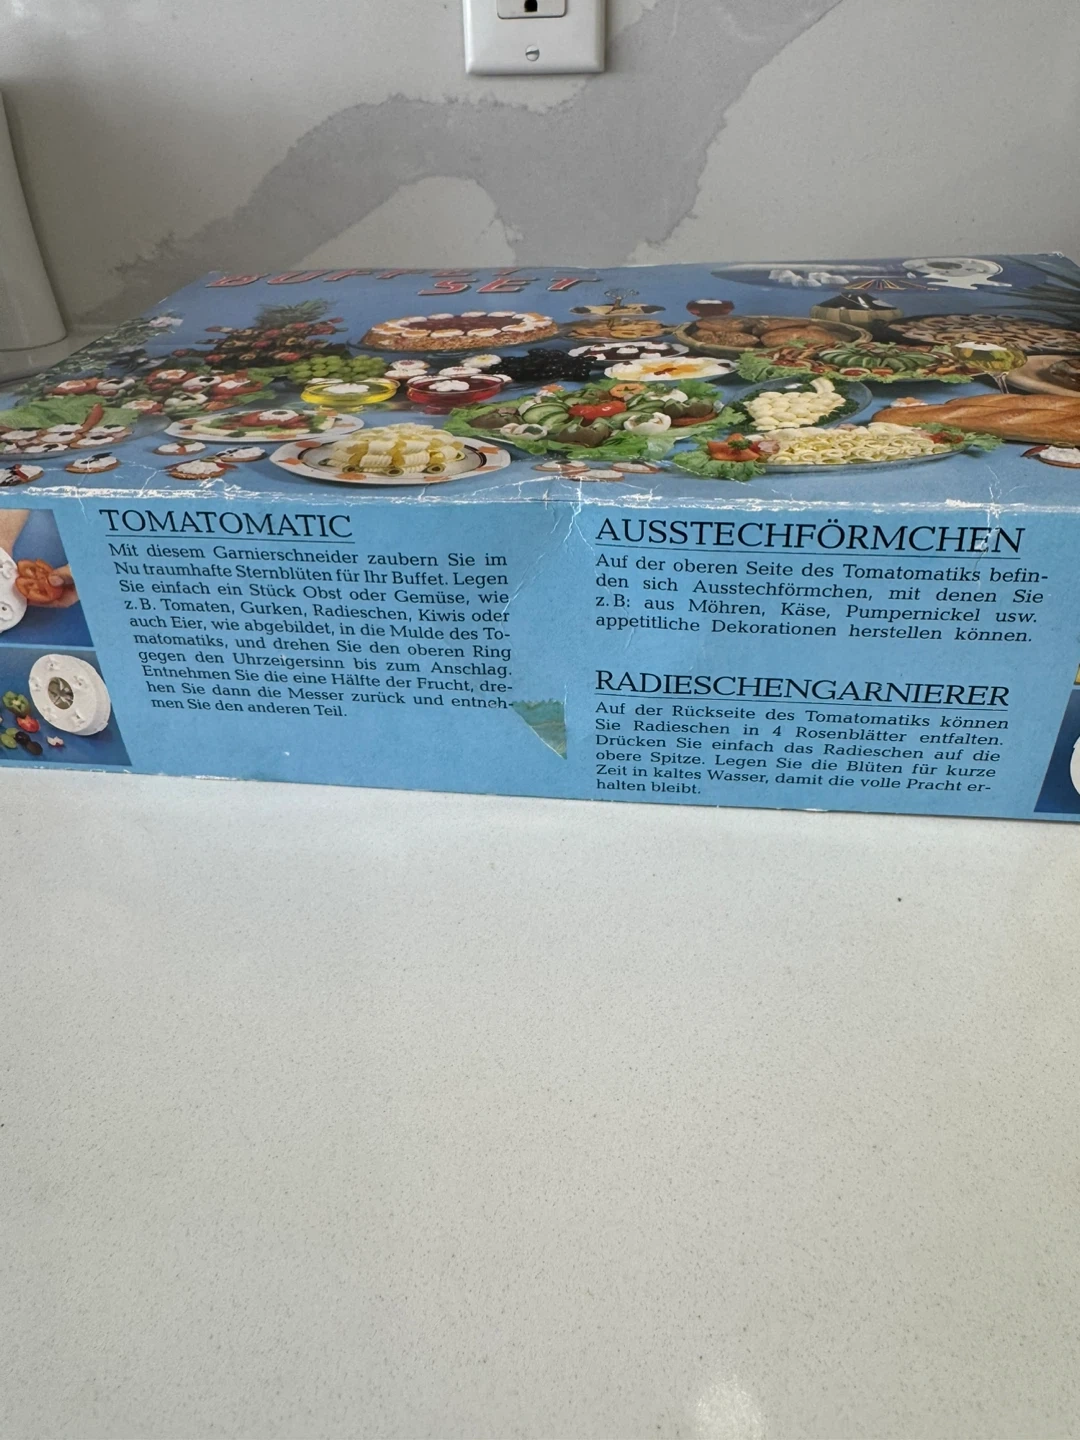 BUFFET
SET
TOMATOMATIC
Mit diesem Garnierschneider zaubern Sie im
Nu traumhafte Sternblüten für Ihr Buffet. Legen
Sie einfach ein Stück Obst oder Gemüse, wie
z.B. Tomaten, Gurken, Radieschen, Kiwis oder
auch Eier, wie abgebildet, in die Mulde des To-
matomatiks, und drehen Sie den oberen Ring
gegen den Uhrzeigersinn bis zum Anschlag.
Entnehmen Sie die eine Hälfte der Frucht, dre-
hen Sie dann die Messer zurück und entneh-
men Sie den anderen Teil.
AUSSTECHFÖRMCHEN
Auf der oberen Seite des Tomatomatiks befin-
den sich Ausstechförmchen, mit denen Sie
z.B: aus Möhren, Käse, Pumpernickel usw.
appetitliche Dekorationen herstellen können.
RADIESCHENGARNIERER
Auf der Rückseite des Tomatomatiks können
Sie Radieschen in 4 Rosenblätter entfalten.
Drücken Sie einfach das Radieschen auf die
obere Spitze. Legen Sie die Blüten für kurze
Zeit in kaltes Wasser, damit die volle Pracht er-
halten bleibt.